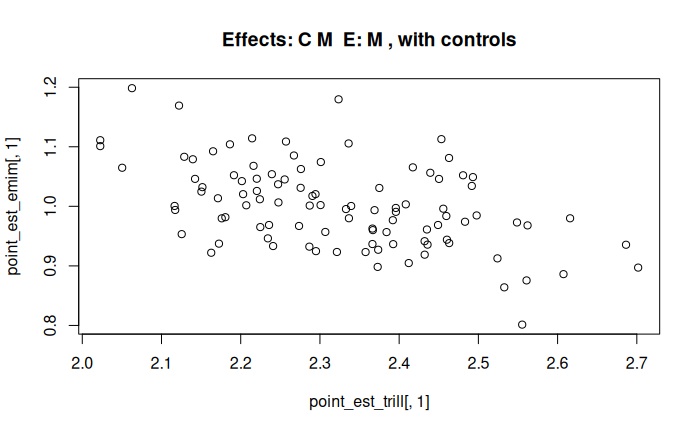 Effects: C M  E: M , with controls
point_est_emim[, 1]
1.2
1.1
1.0
0.9
0.8
2.0 2.1 2.2 2.3 2.4 2.5 2.6 2.7
point_est_trill[, 1]